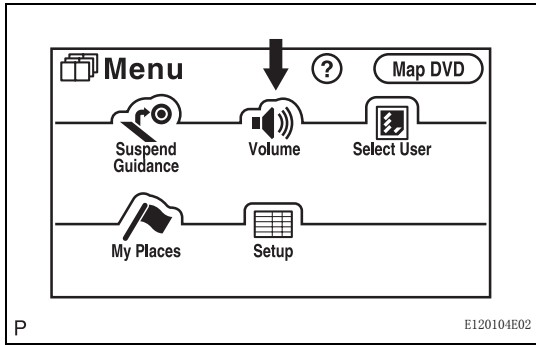 Menu
?
Map DVD
Suspend
Guidance
Volume
Select User
My Places
Setup
P
E120104E02